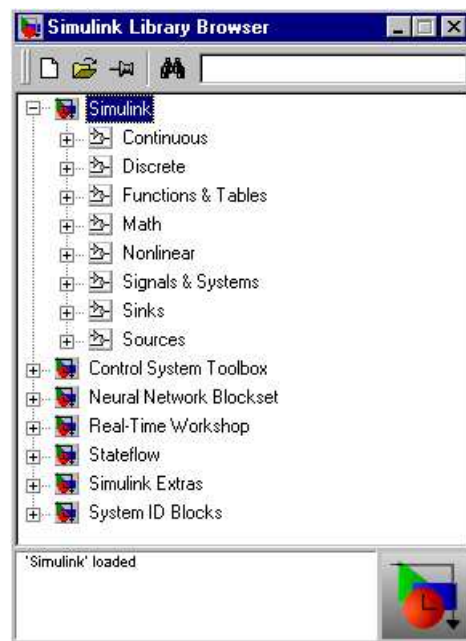 Simulink Library Browser
Simulink
Continuous
Discrete
Functions & Tables
Math
Nonlinear
Signals & Systems
Sinks
Sources
Control System Toolbox
Neural Network Blockset
Real-Time Workshop
Stateflow
Simulink Extras
System ID Blocks
'Simulink' loaded